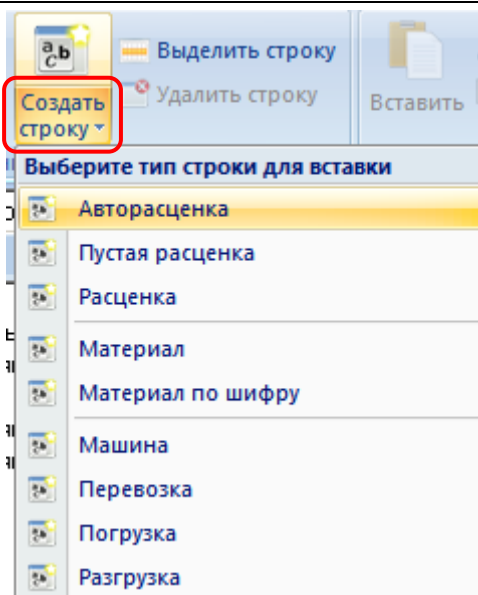 Выделить строку
Удалить строку
Создать
строку
Вставить
Выберите тип строки для вставки
Авторасценка
Пустая расценка
Расценка
Материал
Материал по шифру
Машина
Перевозка
Погрузка
Разгрузка